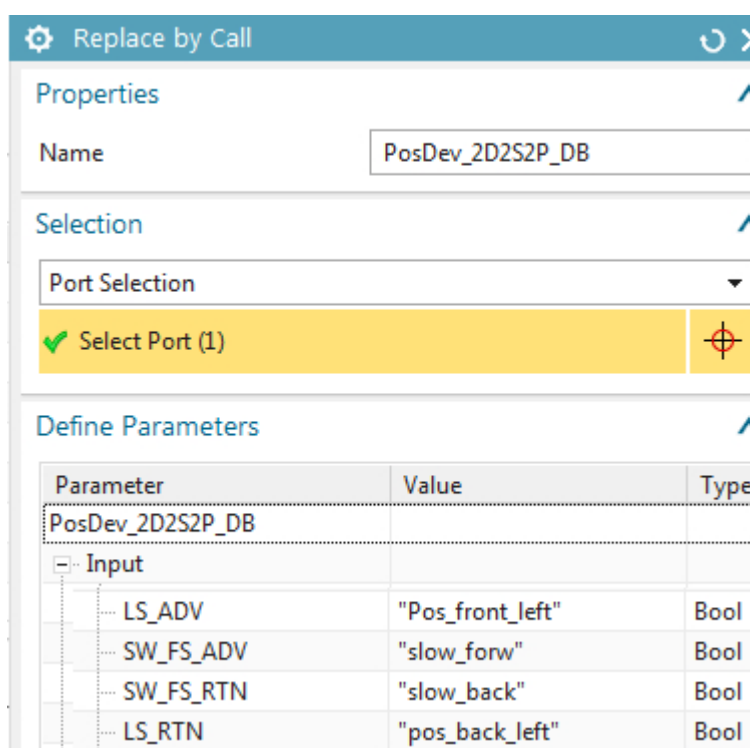 Replace by Call
Properties
Name PosDev_2D2S2P_DB
Selection
Port Selection
Select Port (1)
Define Parameters
Parameter Value Type
PosDev_2D2S2P_DB
Input
LS_ADV "Pos_front_left" Bool
SW_FS_ADV "slow_forw" Bool
SW_FS_RTN "slow_back" Bool
LS_RTN "pos_back_left" Bool